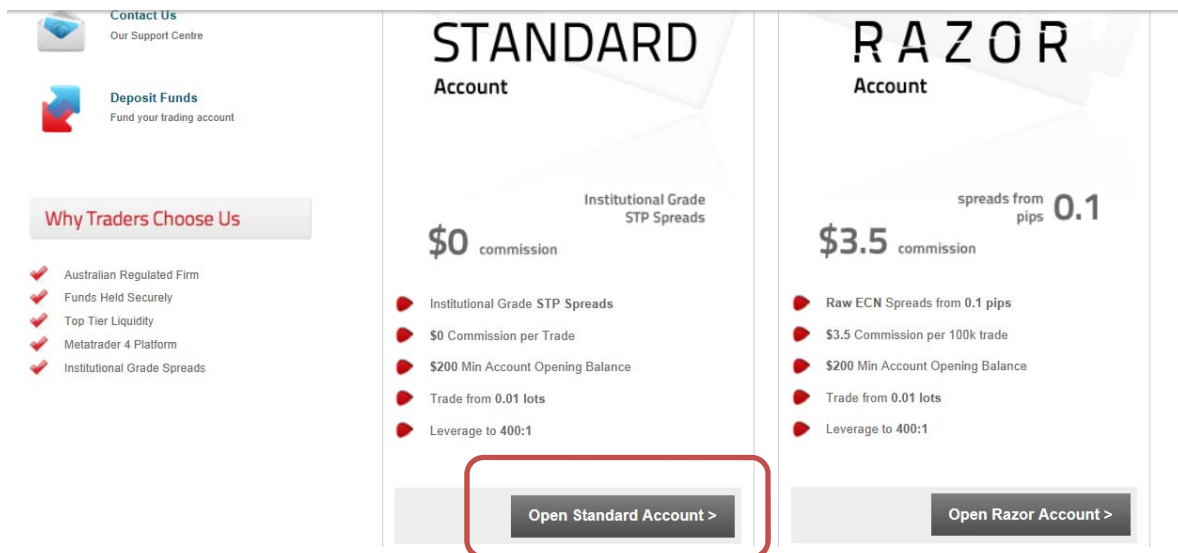 Contact Us
Our Support Centre
Deposit Funds
Fund your trading account
Why Traders Choose Us
Australian Regulated Firm
Funds Held Securely
Top Tier Liquidity
Metatrader 4 Platform
Institutional Grade Spreads
STANDARD
Account
Institutional Grade
STP Spreads
$0 commission
Institutional Grade STP Spreads
$0 Commission per Trade
$200 Min Account Opening Balance
Trade from 0.01 lots
Leverage to 400:1
Open Standard Account >
RAZOR
Account
spreads from
pips 0.1
$3.5 commission
Raw ECN Spreads from 0.1 pips
$3.5 Commission per 100k trade
$200 Min Account Opening Balance
Trade from 0.01 lots
Leverage to 400:1
Open Razor Account >